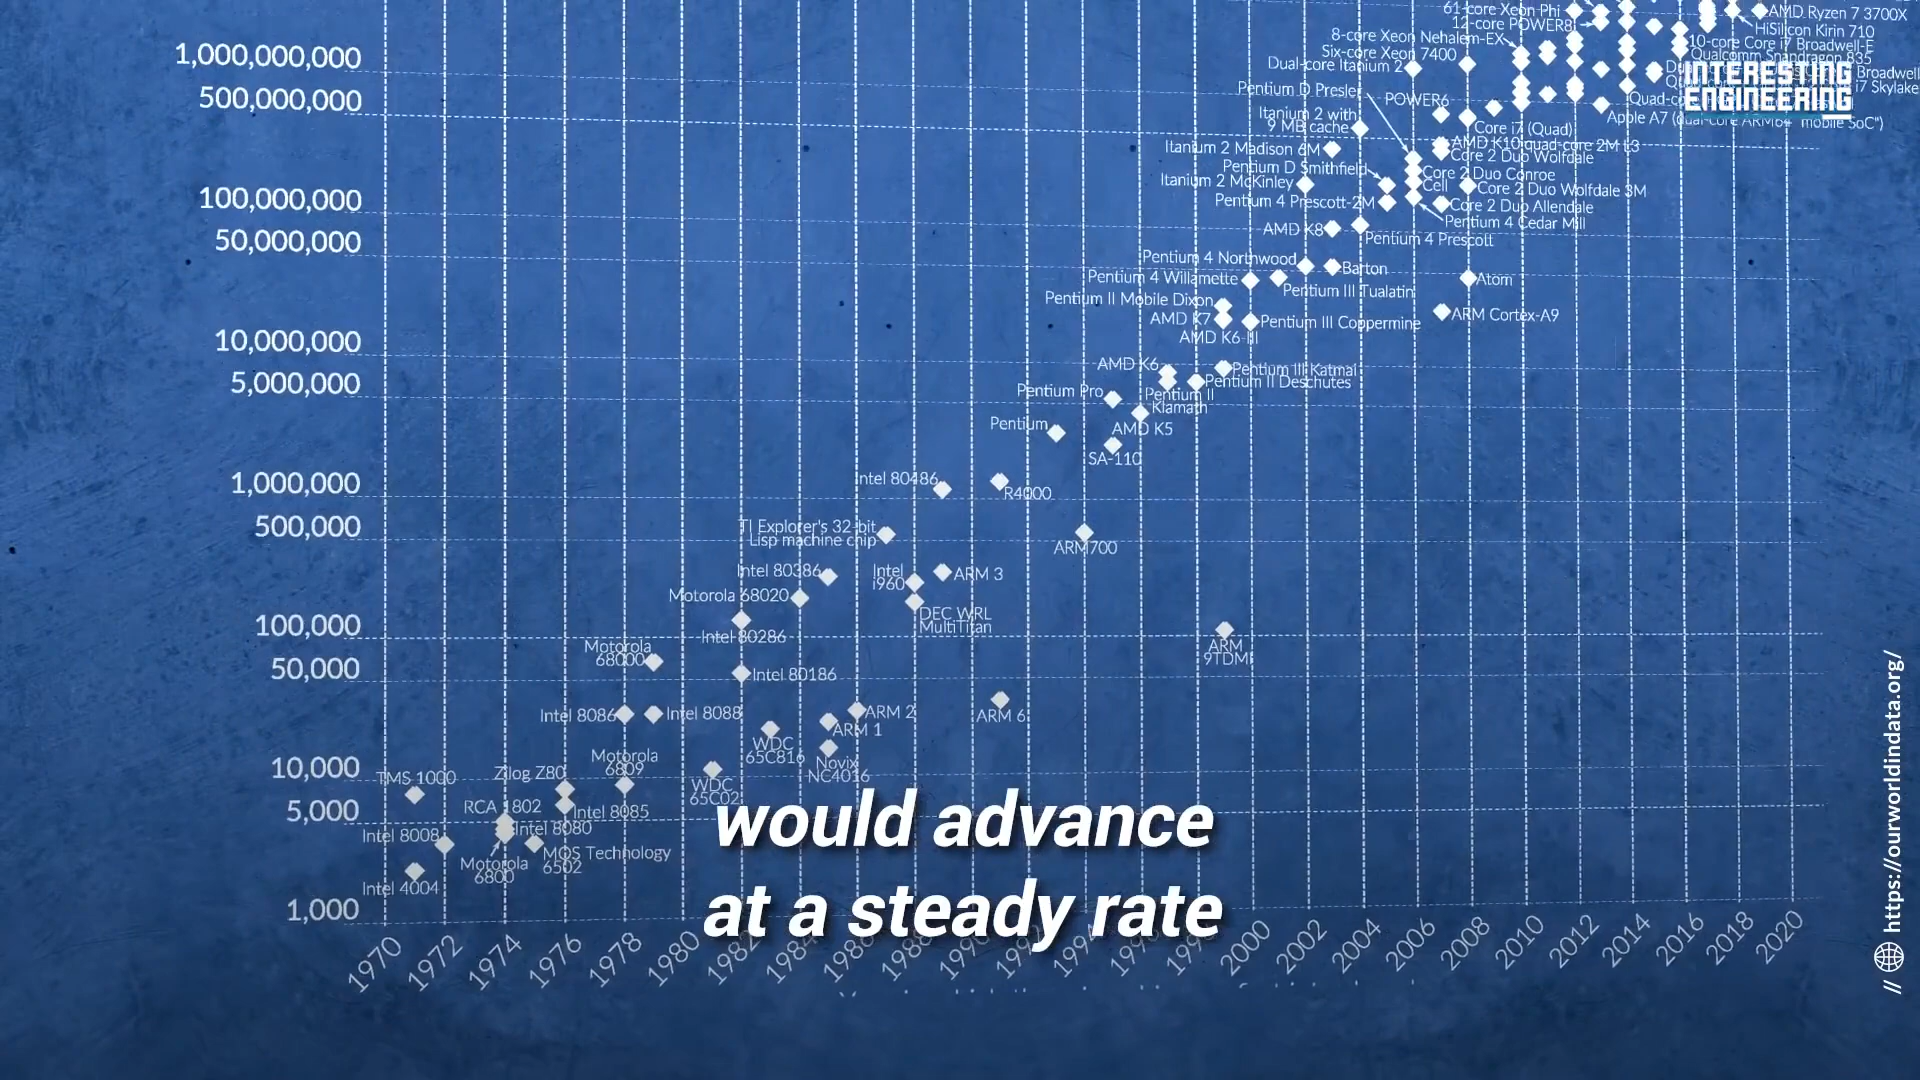 61-core Xeon Phi
AMD Ryzen 7 3700X
12-core POWER8
HiSilicon Kirin 710
8-core Xeon Nehalem-EX
10-core Core i7 Broadwell-E
Six-core Xeon 7400
Qualcomm Snapdragon 835
1,000,000,000
Dual-core Itanium 2
Broadwell
INTERESTING
ENGINEERING
i7 Skylake
Pentium D Presler
POWER6
500,000,000
Itanium 2 with
9 MB cache
Apple A7 (dual-core ARM64 "mobile SoC")
Core i7 (Quad)
AMD K10 quad-core 2M L3
Itanium 2 Madison 6M
Core 2 Duo Wolfdale
Pentium D Smithfield
Core 2 Duo Conroe
Itanium 2 McKinley
Cell
Core 2 Duo Wolfdale 3M
100,000,000
Pentium 4 Prescott-2M
Core 2 Duo Allendale
Pentium 4 Cedar Mill
AMD K8
Pentium 4 Prescott
50,000,000
Pentium 4 Northwood
Barton
Pentium 4 Willamette
Atom
Pentium III Tualatin
Pentium II Mobile Dixon
AMD K7
Pentium III Coppermine
ARM Cortex-A9
AMD K6-III
10,000,000
AMD K6
Pentium III Katmai
Pentium II Deschutes
5,000,000
Pentium Pro
Pentium II
Klamath
Pentium
AMD K5
SA-110
1,000,000
Intel 80486
R4000
500,000
TI Explorer's 32-bit
Lisp machine chip
ARM700
Intel 80386
Intel
i960
ARM 3
Motorola 68020
DEC WRL
MultiTitan
100,000
Intel 80286
ARM
9TDMI
Motorola
68000
50,000
Intel 80186
Intel 8086
Intel 8088
ARM 2
ARM 6
ARM 1
WDC
65C816
Novix
NC4016
10,000
TMS 1000
Zilog Z80
Motorola
6809
WDC
65C02
5,000
RCA 1802
Intel 8085
Intel 8008
Intel 8080
Motorola
6800
MOS Technology
6502
Intel 4004
1,000
would advance
at a steady rate
1970
1972
1974
1976
1978
1980
1982
1984
1986
1988
2000
2002
2004
2006
2008
2010
2012
2014
2016
2018
2020
// https://ourworldindata.org/